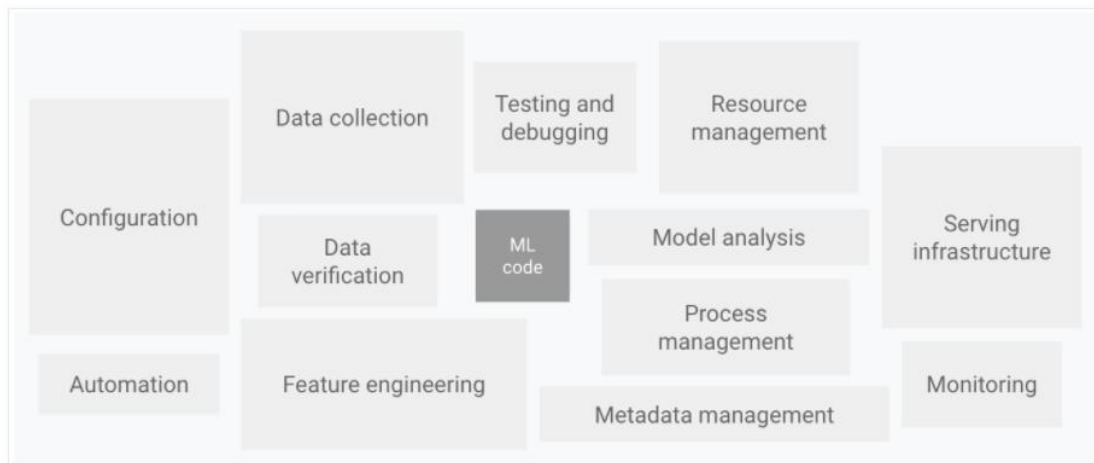 Configuration
Automation
Data collection
Data
verification
Feature engineering
Testing and
debugging
ML
code
Resource
management
Model analysis
Process
management
Metadata management
Serving
infrastructure
Monitoring